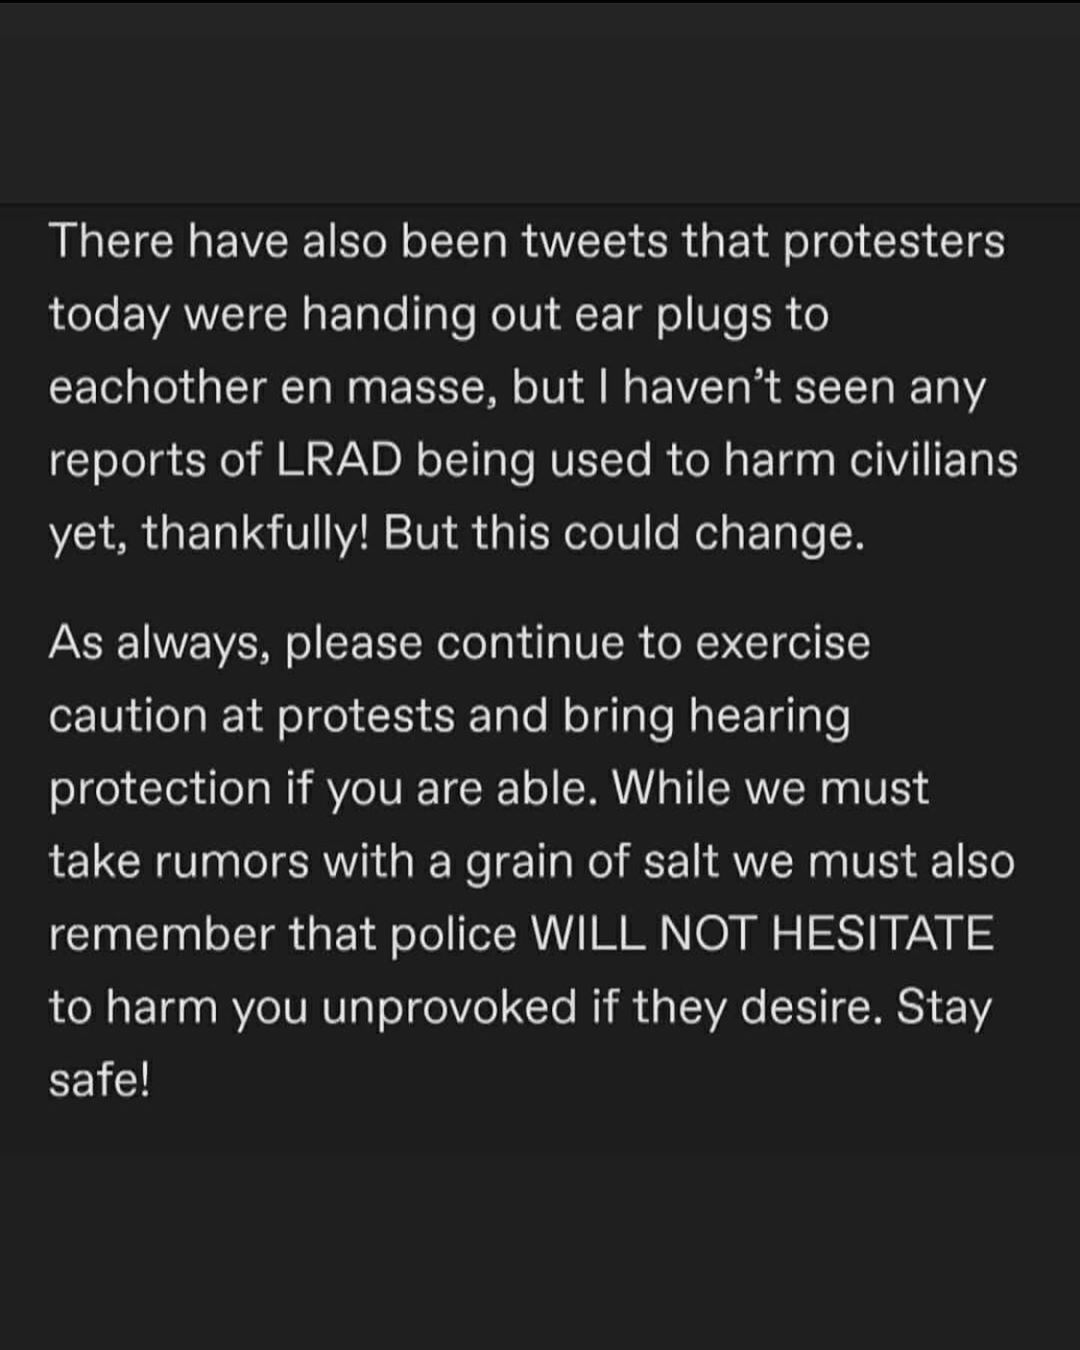 There have also been tweets that protesters
today were handing out ear plugs to
eachother en masse, but I haven’t seen any
reports of LRAD being used to harm civilians
yet, thankfully! But this could change.
As always, please continue to exercise
caution at protests and bring hearing
protection if you are able. While we must
take rumors with a grain of salt we must also
remember that police WILL NOT HESITATE
to harm you unprovoked if they desire. Stay
safe!